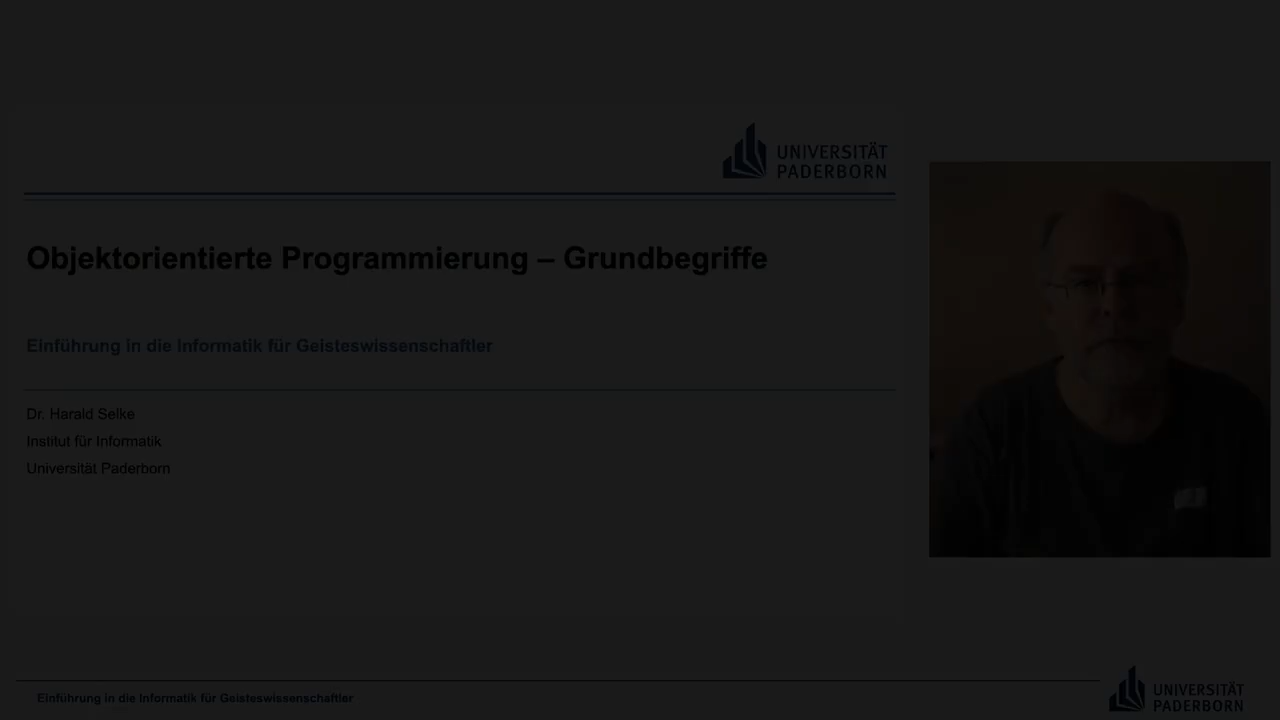 UNIVERSITÄT
PADERBORN
Objektorientierte Programmierung – Grundbegriffe
Einführung in die Informatik für Geisteswissenschaftler
Dr. Harald Selke
Institut für Informatik
Universität Paderborn
Einführung in die Informatik für Geisteswissenschaftler
UNIVERSITÄT
PADERBORN